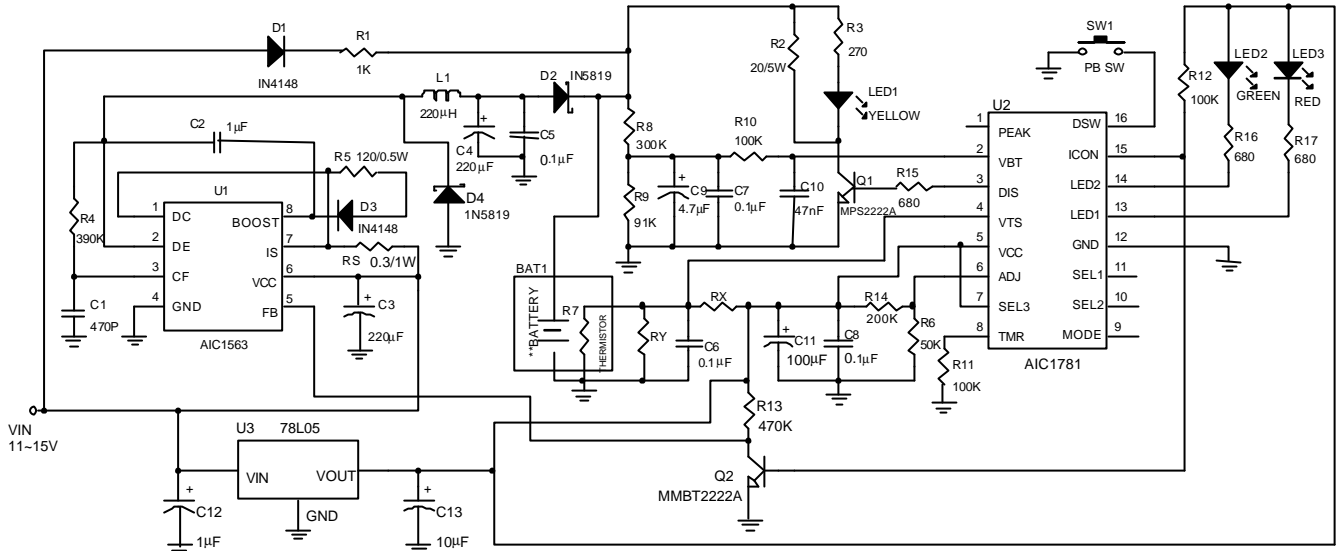 D1
IN4148
R1
1K
L1
220μH
D2
IN5819
R2
20/5W
R3
270
LED1
YELLOW
SW1
PB SW
R12
100K
LED2
GREEN
LED3
RED
C2
1μF
C4
220μF
C5
0.1μF
R8
300K
R10
100K
U2
R16
680
R17
680
R5 120/0.5W
U1
R4
390K
D3
IN4148
D4
1N5819
R9
91K
C9
4.7μF
C7
0.1μF
C10
47nF
Q1
MPS2222A
R15
680
1 DC
2 DE
3 CF
4 GND
BOOST 8
IS 7
VCC 6
FB 5
AIC1563
RS 0.3/1W
C1
470P
C3
220μF
1 PEAK
2 VBT
3 DIS
4 VTS
5 VCC
6 ADJ
7 SEL3
8 TMR
DSW 16
ICON 15
LED2 14
LED1 13
GND 12
SEL1 11
SEL2 10
MODE 9
AIC1781
BAT1
**BATTERY
R7
THERMISTOR
RY
RX
C6
0.1μF
C11
100μF
C8
0.1μF
R14
200K
R6
50K
R11
100K
VIN
11~15V
U3 78L05
VIN
VOUT
GND
C12
1μF
C13
10μF
R13
470K
Q2
MMBT2222A